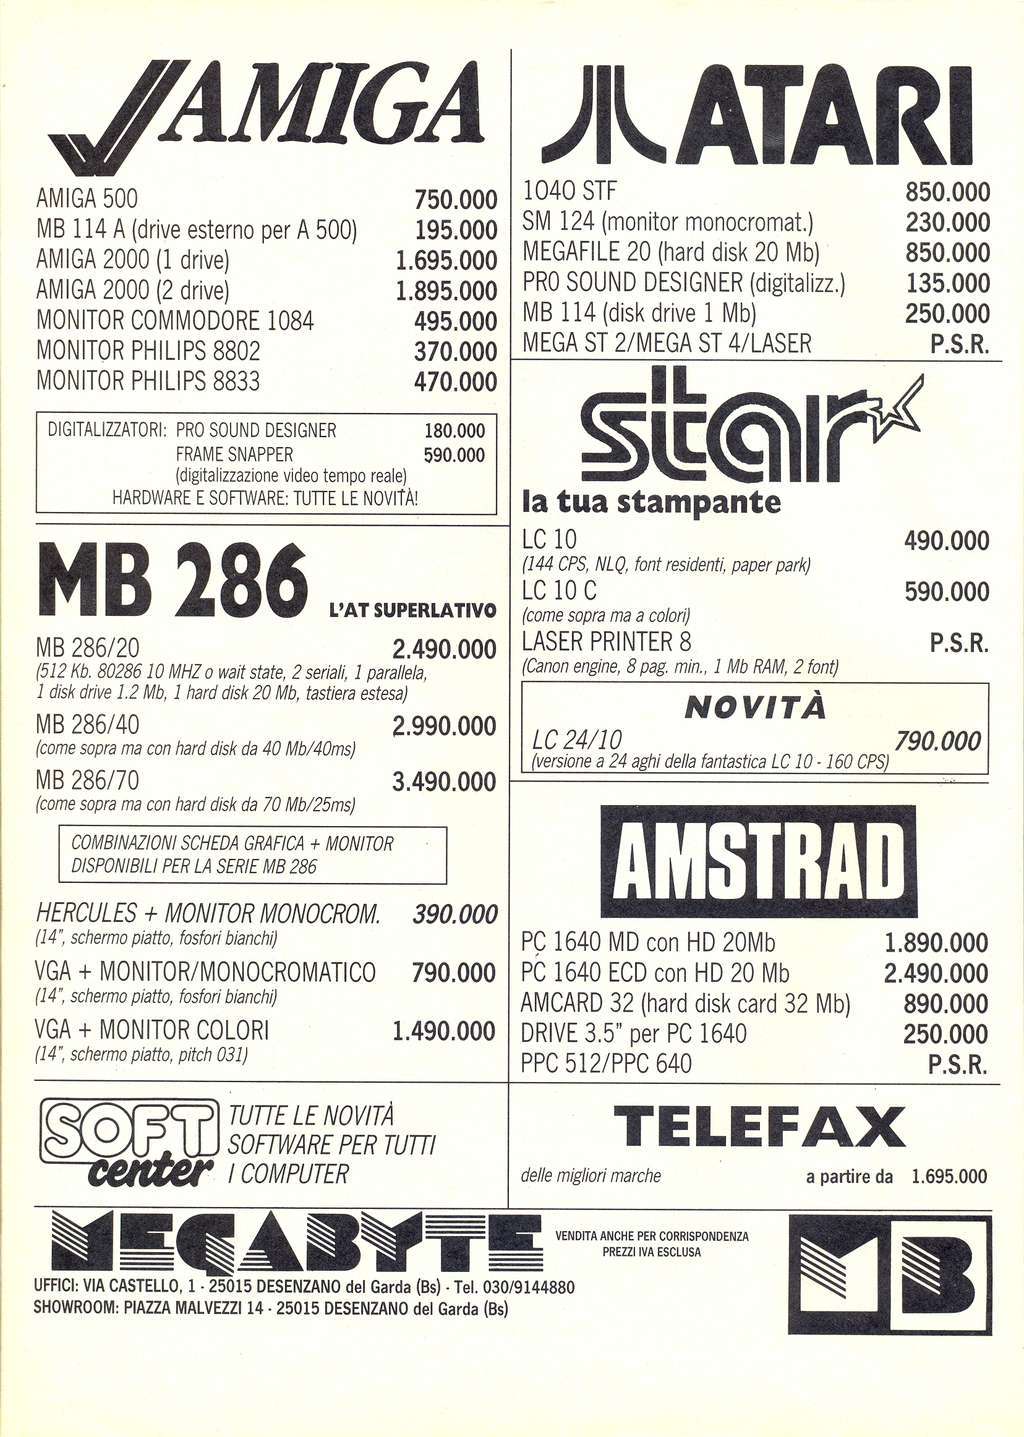 AMIGA
AMIGA 500 750.000
MB 114 A (drive esterno per A 500) 195.000
AMIGA 2000 (1 drive) 1.695.000
AMIGA 2000 (2 drive) 1.895.000
MONITOR COMMODORE 1084 495.000
MONITOR PHILIPS 8802 370.000
MONITOR PHILIPS 8833 470.000
DIGITALIZZATORI: PRO SOUND DESIGNER 180.000
FRAME SNAPPER 590.000
(digitalizzazione video tempo reale)
HARDWARE E SOFTWARE: TUTTE LE NOVITÀ!
MB 286 L'AT SUPERLATIVO
MB 286/20 2.490.000
(512 Kb. 80286 10 MHZ o wait state, 2 seriali, 1 parallela,
1 disk drive 1.2 Mb, 1 hard disk 20 Mb, tastiera estesa)
MB 286/40 2.990.000
(come sopra ma con hard disk da 40 Mb/40ms)
MB 286/70 3.490.000
(come sopra ma con hard disk da 70 Mb/25ms)
COMBINAZIONI SCHEDA GRAFICA + MONITOR
DISPONIBILI PER LA SERIE MB 286
HERCULES + MONITOR MONOCROM. 390.000
(14", schermo piatto, fosfori bianchi)
VGA + MONITOR/MONOCROMATICO 790.000
(14", schermo piatto, fosfori bianchi)
VGA + MONITOR COLORI 1.490.000
(14", schermo piatto, pitch 031)
SOFT
center
TUTTE LE NOVITÀ
SOFTWARE PER TUTTI
I COMPUTER
ATARI
1040 STF 850.000
SM 124 (monitor monocromat.) 230.000
MEGAFILE 20 (hard disk 20 Mb) 850.000
PRO SOUND DESIGNER (digitalizz.) 135.000
MB 114 (disk drive 1 Mb) 250.000
MEGA ST 2/MEGA ST 4/LASER P.S.R.
star
la tua stampante
LC 10 490.000
(144 CPS, NLQ, font residenti, paper park)
LC 10 C 590.000
(come sopra ma a colori)
LASER PRINTER 8 P.S.R.
(Canon engine, 8 pag. min., 1 Mb RAM, 2 font)
NOVITÀ
LC 24/10 790.000
(versione a 24 aghi della fantastica LC 10 - 160 CPS)
AMSTRAD
PC 1640 MD con HD 20Mb 1.890.000
PC 1640 ECD con HD 20 Mb 2.490.000
AMCARD 32 (hard disk card 32 Mb) 890.000
DRIVE 3.5" per PC 1640 250.000
PPC 512/PPC 640 P.S.R.
TELEFAX
delle migliori marche a partire da 1.695.000
MEGABYTE
VENDITA ANCHE PER CORRISPONDENZA
PREZZI IVA ESCLUSA
UFFICI: VIA CASTELLO, 1 - 25015 DESENZANO del Garda (Bs) - Tel. 030/9144880
SHOWROOM: PIAZZA MALVEZZI 14 - 25015 DESENZANO del Garda (Bs)
MB